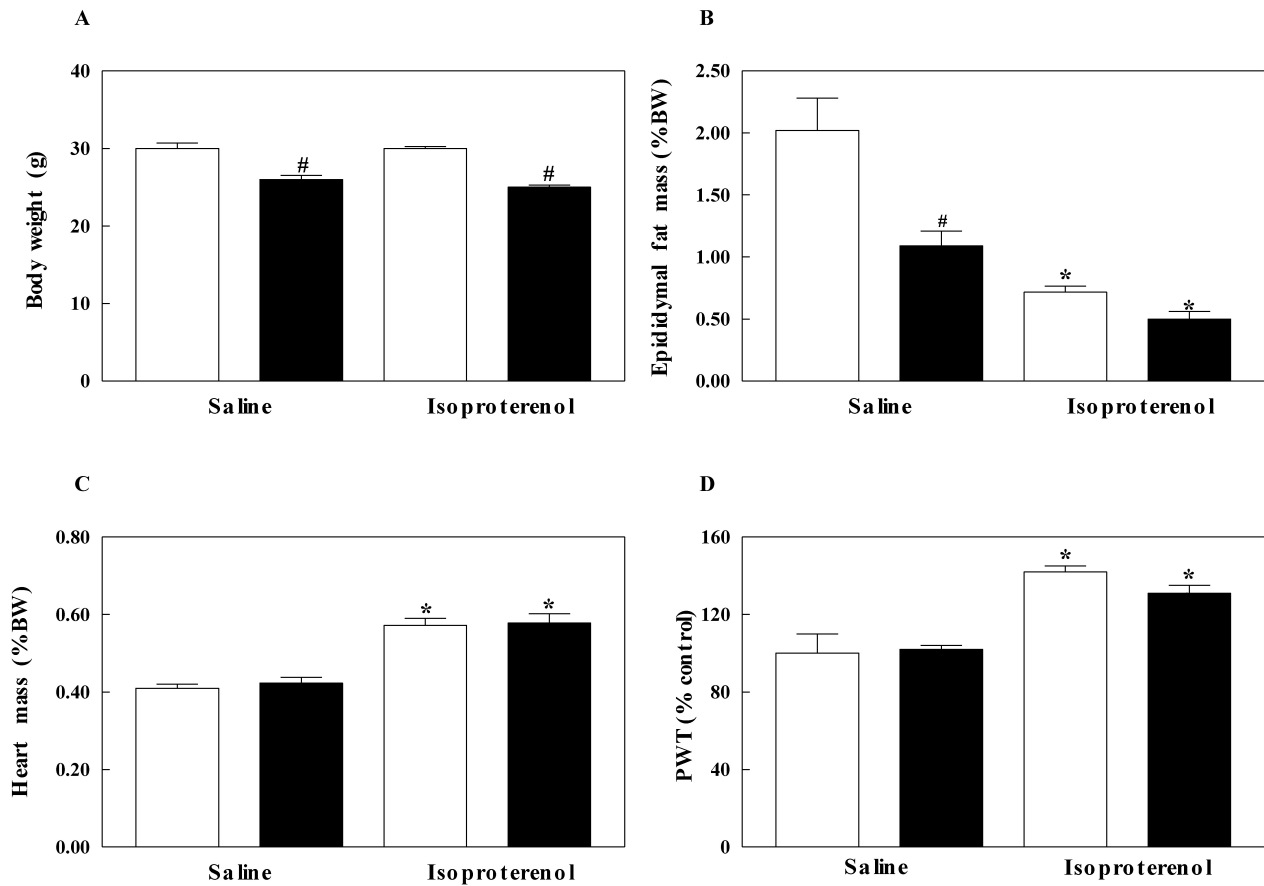 A
Body weight (g)
40
30
20
10
0
#
#
Saline
Isoproterenol
B
Epididymal fat mass (%BW)
2.50
2.00
1.50
1.00
0.50
0.00
#
*
*
Saline
Isoproterenol
C
Heart mass (%BW)
0.80
0.60
0.40
0.20
0.00
*
*
Saline
Isoproterenol
D
PWT (% control)
160
120
80
40
0
*
*
Saline
Isoproterenol